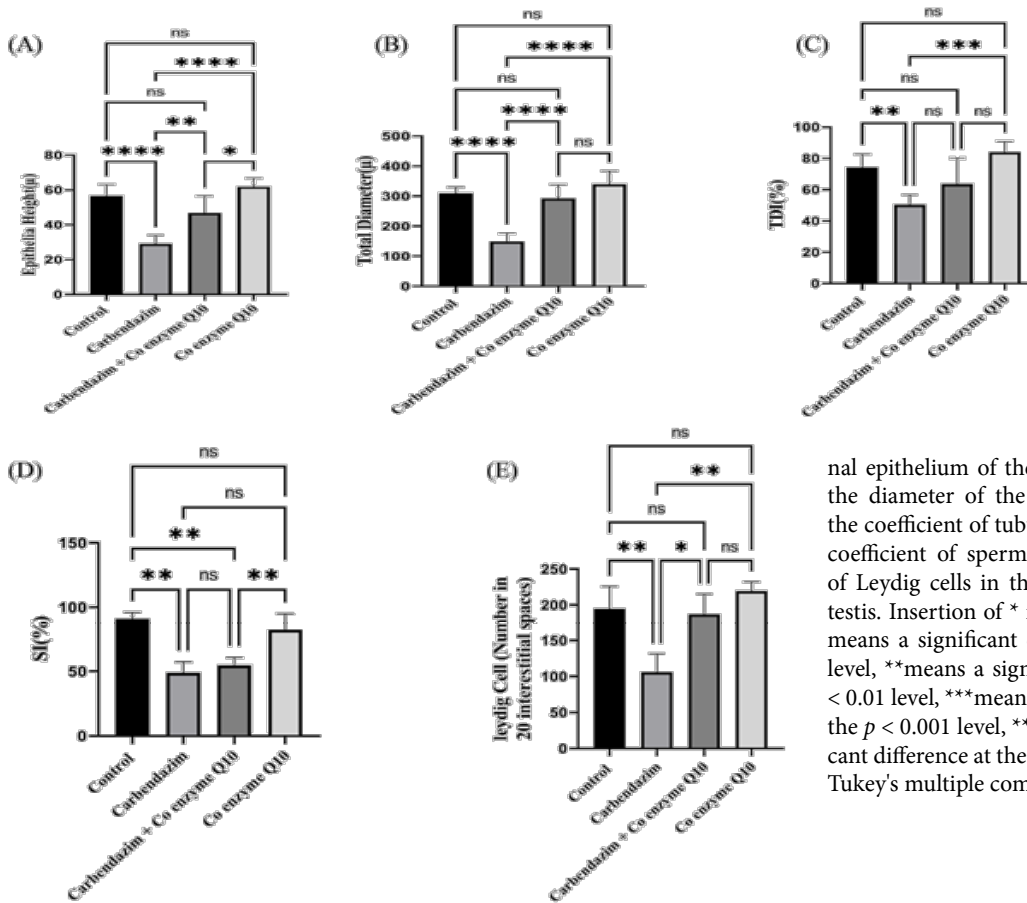 (A)
ns
****
ns
**
****
*
Epithelia Height(μ)
80
60
40
20
0
Control
Carbendazim
Carbendazim + Co enzyme Q10
Co enzyme Q10
(B)
ns
****
ns
****
****
ns
Total Diameter(μ)
500
400
300
200
100
0
Control
Carbendazim
Carbendazim + Co enzyme Q10
Co enzyme Q10
(C)
ns
***
ns
**
ns
ns
TDI(%)
100
80
60
40
20
0
Control
Carbendazim
Carbendazim + Co enzyme Q10
Co enzyme Q10
(D)
ns
ns
**
**
ns
**
SI(%)
150
100
50
0
Control
Carbendazim
Carbendazim + Co enzyme Q10
Co enzyme Q10
(E)
ns
**
ns
**
*
ns
leydig Cell (Number in
20 interestitial spaces)
250
200
150
100
50
0
Control
Carbendazim
Carbendazim + Co enzyme Q10
Co enzyme Q10
nal epithelium of the
the diameter of the
the coefficient of tub
coefficient of sperm
of Leydig cells in th
testis. Insertion of *
means a significant
level, **means a sign
< 0.01 level, ***mean
the p < 0.001 level, **
cant difference at the
Tukey's multiple com